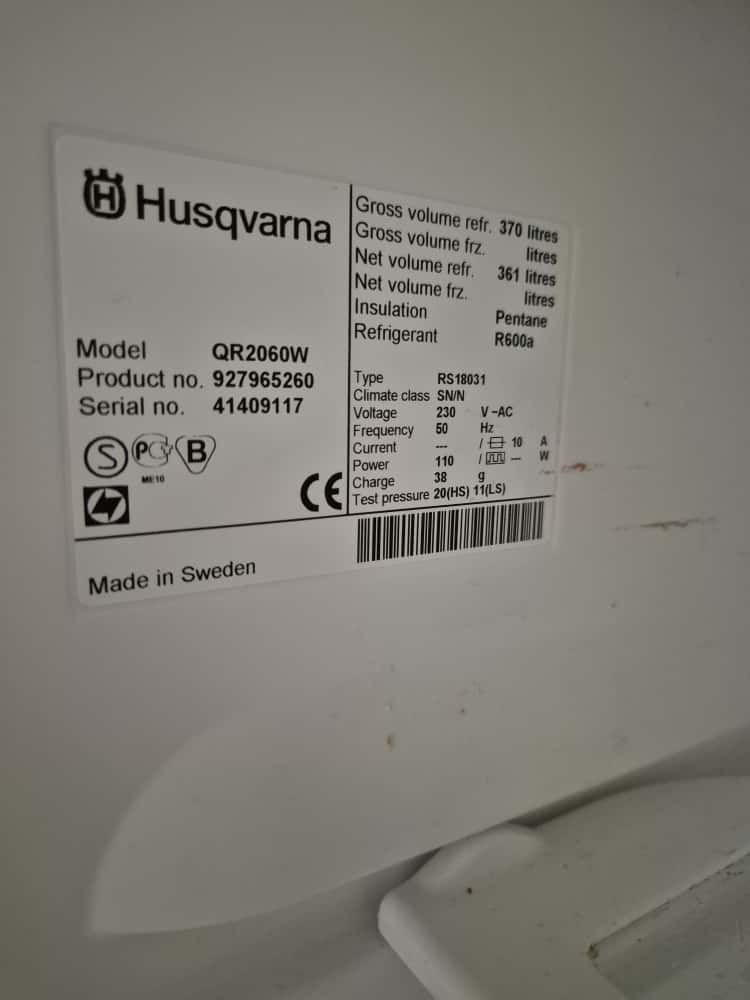 Husqvarna
Model QR2060W
Product no. 927965260
Serial no. 41409117
S PC B
ME10
CE
Made in Sweden
Gross volume refr. 370 litres
Gross volume frz. litres
Net volume refr. 361 litres
Net volume frz. litres
Insulation Pentane
Refrigerant R600a
Type RS18031
Climate class SN/N
Voltage 230 V ~AC
Frequency 50 Hz
Current --- / 10 A
Power 110 / --- W
Charge 38 g
Test pressure 20(HS) 11(LS)